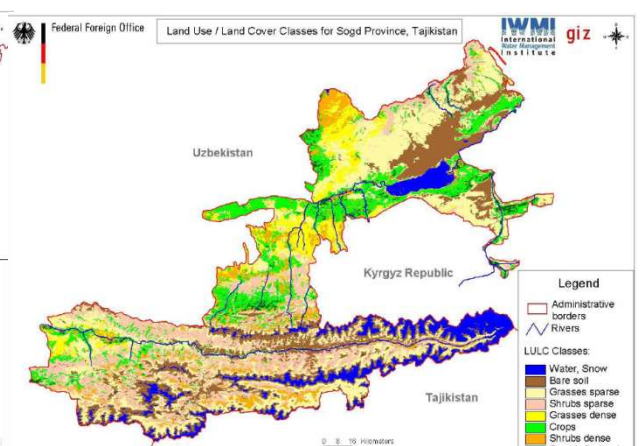 Federal Foreign Office
Land Use / Land Cover Classes for Sogd Province, Tajikistan
IWMI
International
Water Management
Institute
giz
Uzbekistan
Kyrgyz Republic
Tajikistan
Legend
Administrative
borders
Rivers
LULC Classes:
Water, Snow
Bare soil
Grasses sparse
Shrubs sparse
Grasses dense
Crops
Shrubs dense
0 8 16 Kilometers